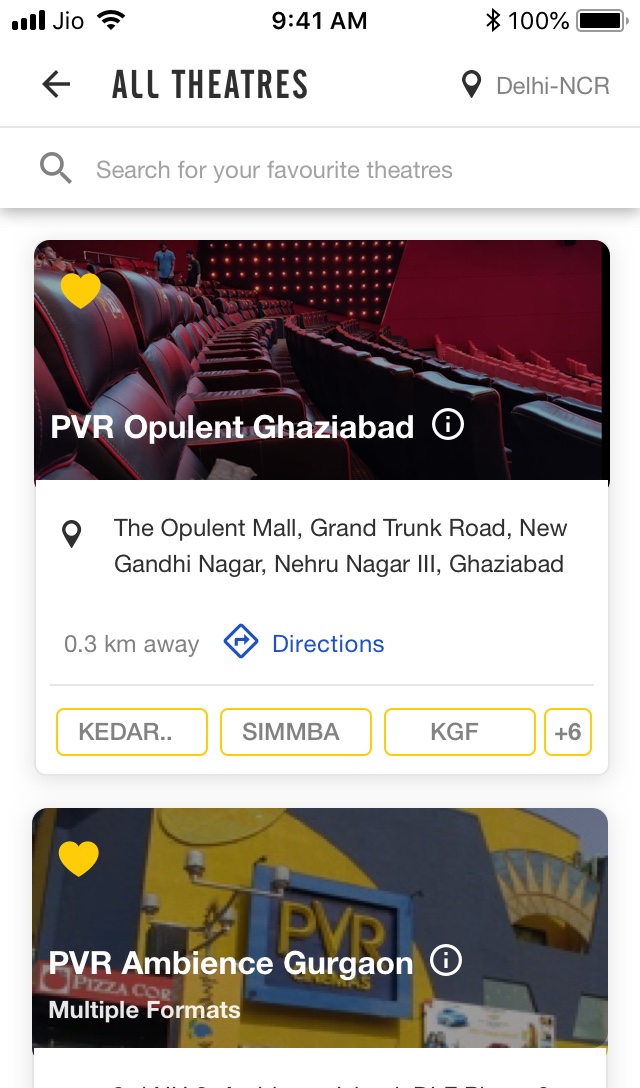 Jio 9:41 AM 100%
ALL THEATRES Delhi-NCR
Search for your favourite theatres
PVR Opulent Ghaziabad
The Opulent Mall, Grand Trunk Road, New
Gandhi Nagar, Nehru Nagar III, Ghaziabad
0.3 km away Directions
KEDAR.. SIMMBA KGF +6
PVR
CINEMAS
PVR Ambience Gurgaon
PIZZA COR
Multiple Formats